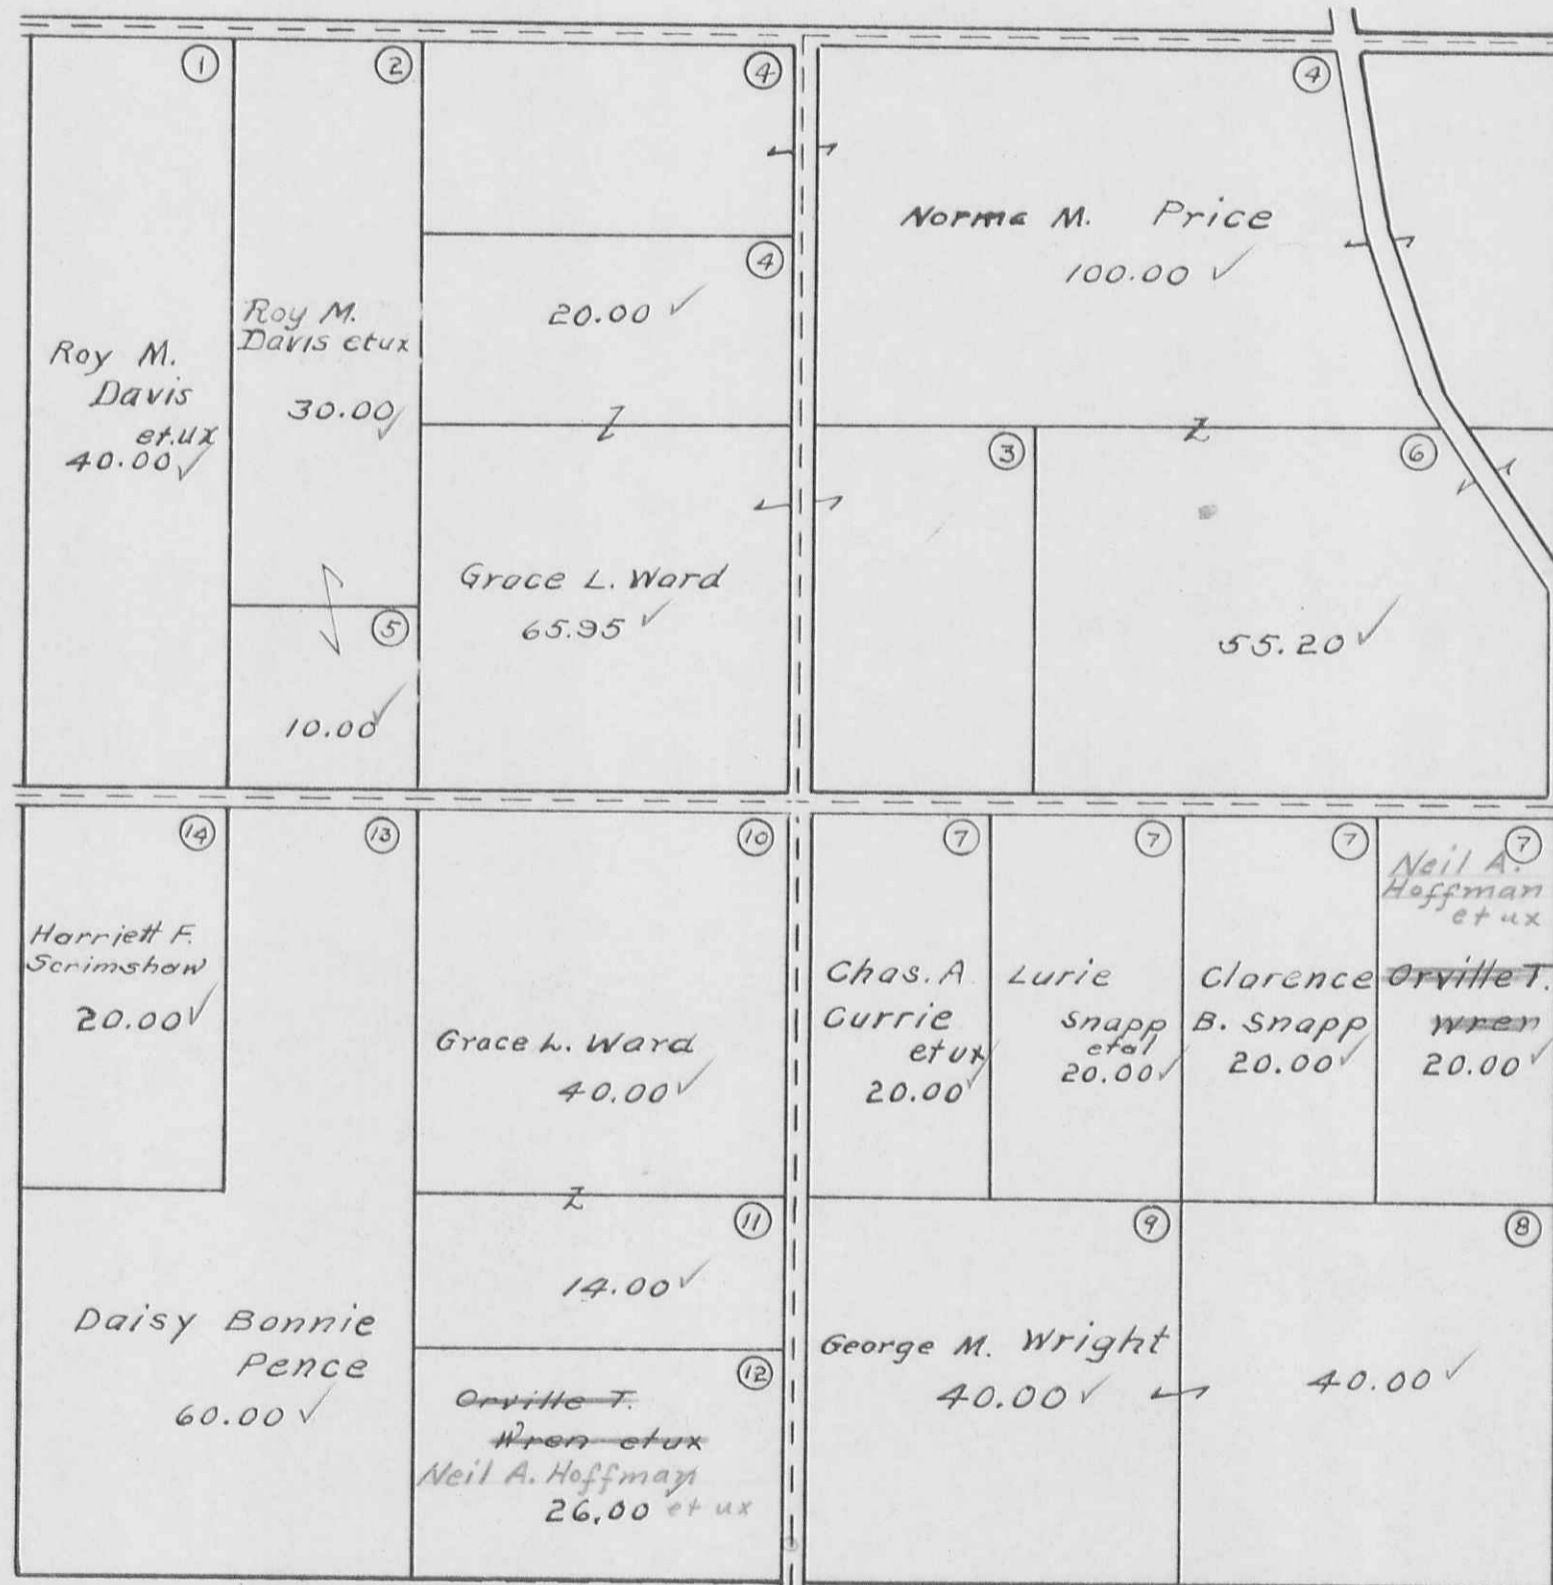 1
2
4
4
Norma M. Price
100.00 ✓
4
20.00 ✓
Roy M.
Davis etux
30.00 ✓
Roy M.
Davis
et.ux
40.00 ✓
Z
Z
3
6
Grace L. Ward
65.95 ✓
55.20 ✓
5
10.00 ✓
14
13
10
7
7
7
7
Neil A.
Hoffman
et ux
Harriett F.
Scrimshaw
20.00 ✓
Grace L. Ward
40.00 ✓
Chas. A
Currie
etux
20.00 ✓
Lurie
Snapp
etal
20.00 ✓
Clarence
B. Snapp
20.00 ✓
Orville T.
Wren
20.00 ✓
Z
11
14.00 ✓
9
8
Daisy Bonnie
Pence
60.00 ✓
12
Orville T.
Wren etux
Neil A. Hoffman
26.00 et ux
George M. Wright
40.00 ✓
40.00 ✓